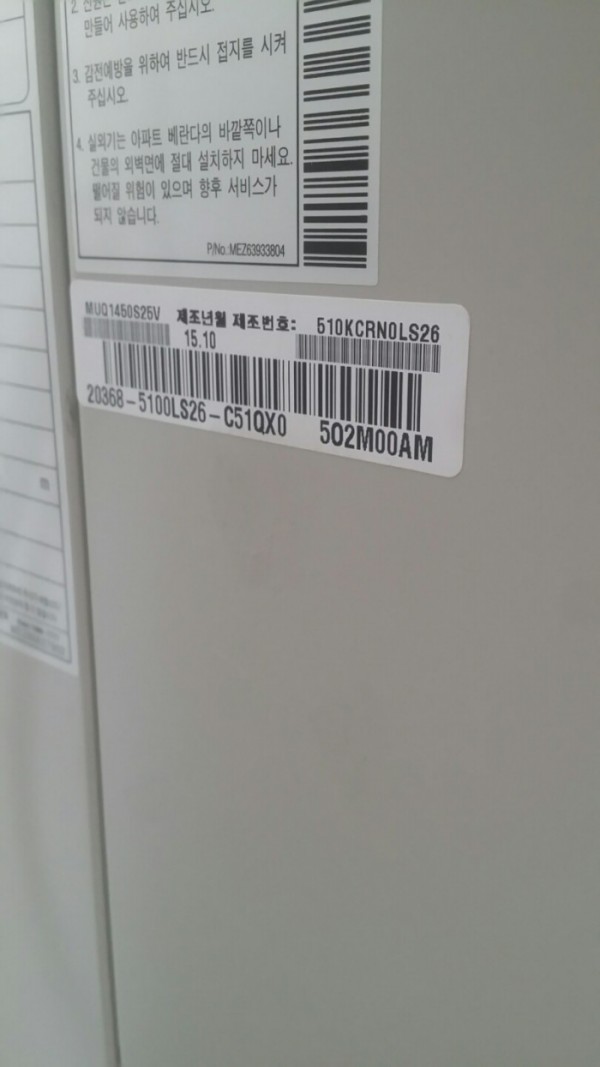 만들어 사용하여 주십시오.
3. 감전예방을 위하여 반드시 접지를 시켜
주십시오.
4. 실외기는 아파트 베란다의 바깥쪽이나
건물의 외벽면에 절대 설치하지 마세요.
떨어질 위험이 있으며 향후 서비스가
되지 않습니다.
P/No.:MEZ63933804
MUQ1450S26V 제조년월 제조번호: 510KCRN0LS26
15.10
20368-5100LS26-C51QX0 502M00AM